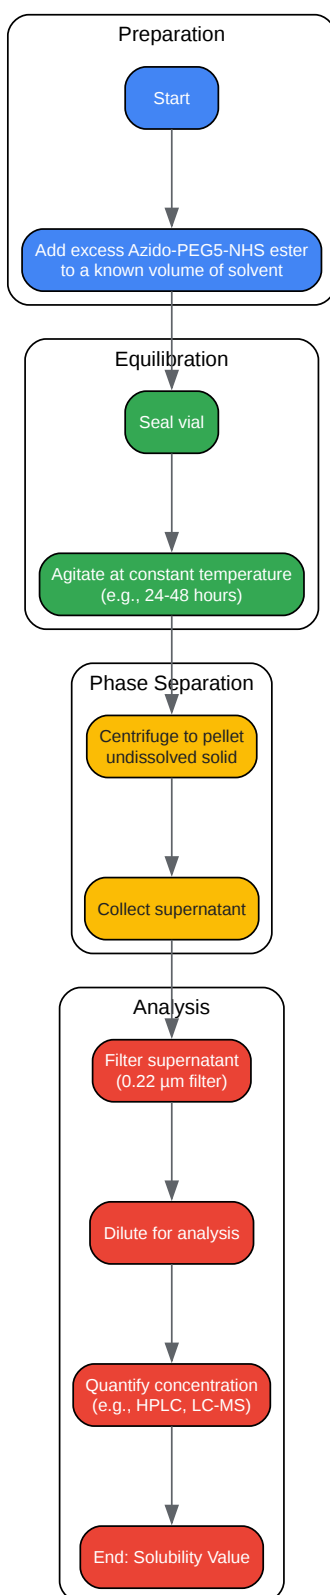 Preparation
Start
Add excess Azido-PEG5-NHS ester
to a known volume of solvent
Equilibration
Seal vial
Agitate at constant temperature
(e.g., 24-48 hours)
Phase Separation
Centrifuge to pellet
undissolved solid
Collect supernatant
Analysis
Filter supernatant
(0.22 µm filter)
Dilute for analysis
Quantify concentration
(e.g., HPLC, LC-MS)
End: Solubility Value